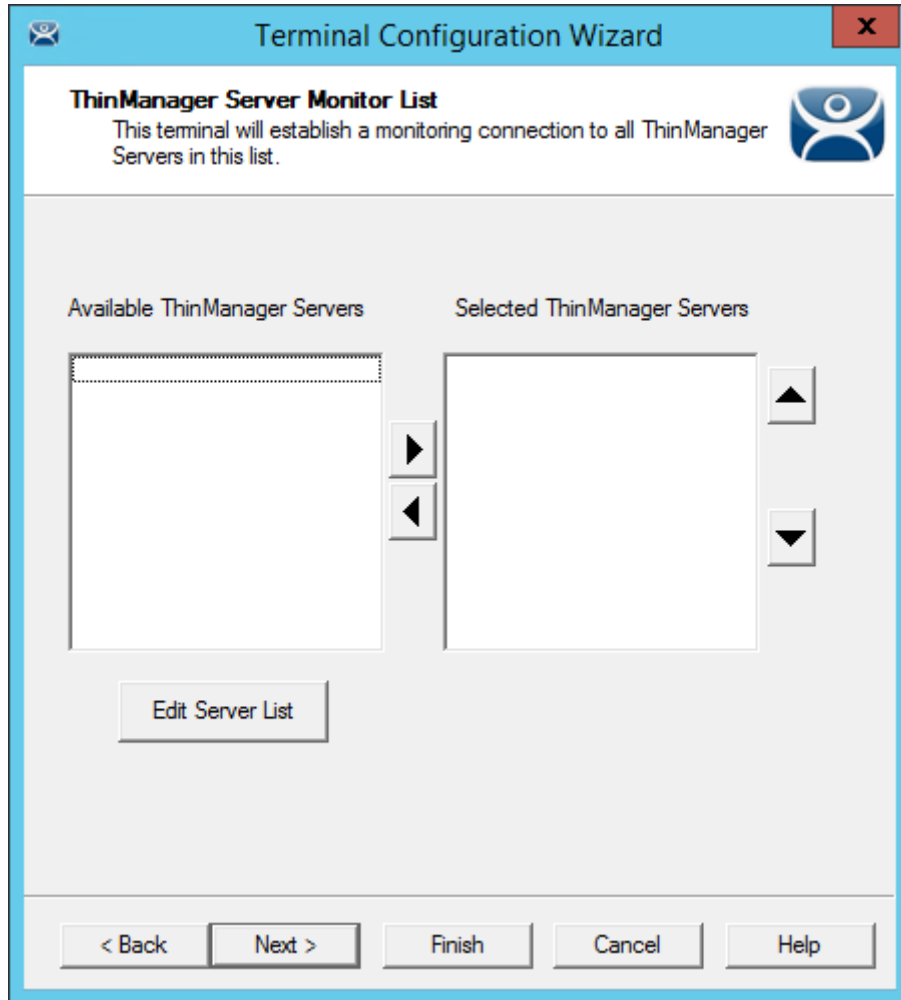 Terminal Configuration Wizard
x
ThinManager Server Monitor List
This terminal will establish a monitoring connection to all ThinManager
Servers in this list.
Available ThinManager Servers
Selected ThinManager Servers
Edit Server List
< Back
Next >
Finish
Cancel
Help